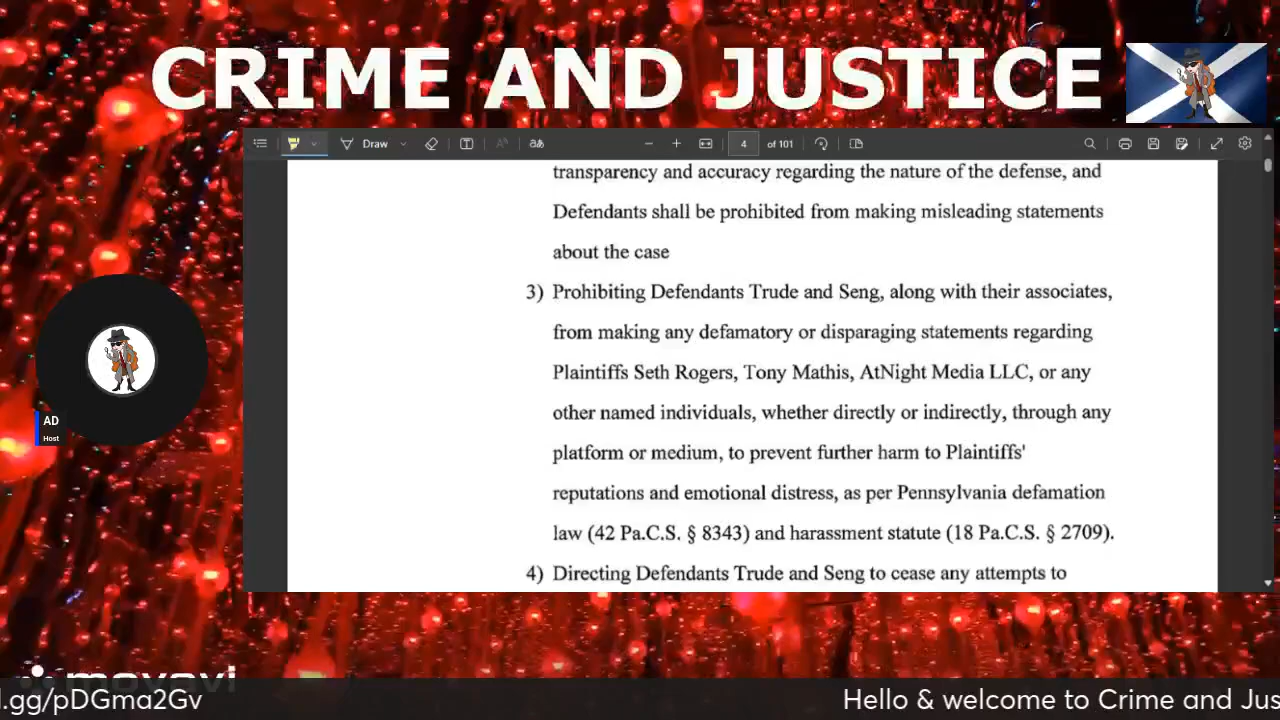 CRIME AND JUSTICE
Draw
4 of 101
transparency and accuracy regarding the nature of the defense, and
Defendants shall be prohibited from making misleading statements
about the case
3) Prohibiting Defendants Trude and Seng, along with their associates,
from making any defamatory or disparaging statements regarding
Plaintiffs Seth Rogers, Tony Mathis, AtNight Media LLC, or any
other named individuals, whether directly or indirectly, through any
platform or medium, to prevent further harm to Plaintiffs'
reputations and emotional distress, as per Pennsylvania defamation
law (42 Pa.C.S. § 8343) and harassment statute (18 Pa.C.S. § 2709).
4) Directing Defendants Trude and Seng to cease any attempts to
AD
Host
movavi
l.gg/pDGma2Gv
Hello & welcome to Crime and Jus